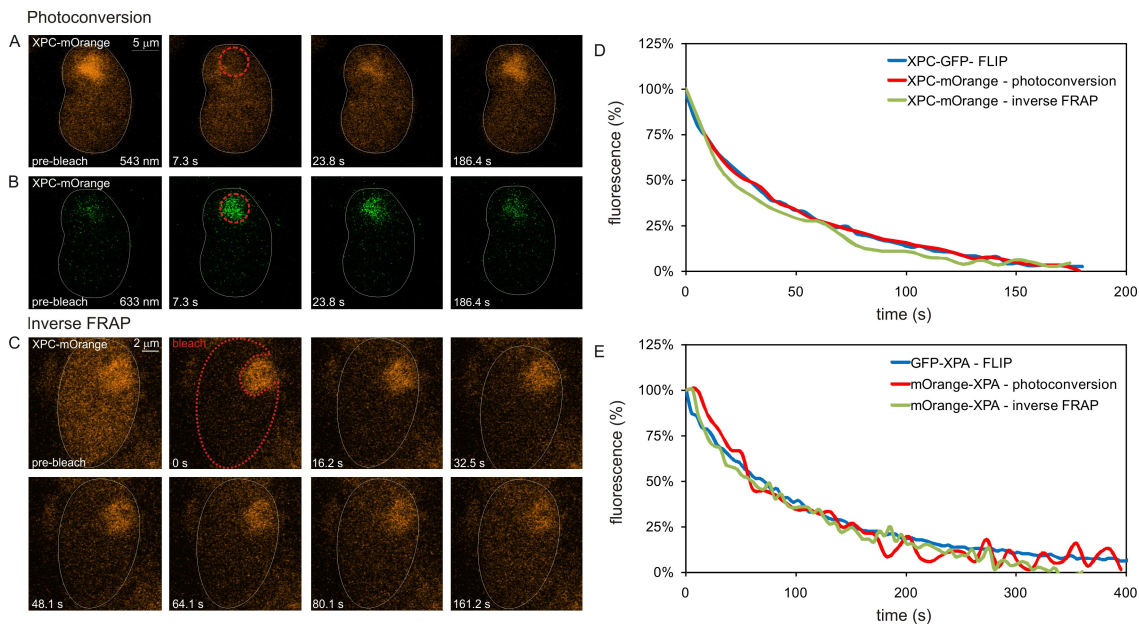 Photoconversion
A
XPC-mOrange
5 μm
pre-bleach
543 nm
7.3 s
23.8 s
186.4 s
B
XPC-mOrange
pre-bleach
633 nm
7.3 s
23.8 s
186.4 s
Inverse FRAP
C
XPC-mOrange
2 μm
pre-bleach
bleach
0 s
16.2 s
32.5 s
48.1 s
64.1 s
80.1 s
161.2 s
D
125%
100%
75%
50%
25%
0%
fluorescence (%)
XPC-GFP- FLIP
XPC-mOrange - photoconversion
XPC-mOrange - inverse FRAP
0
50
100
150
200
time (s)
E
125%
100%
75%
50%
25%
0%
fluorescence (%)
GFP-XPA - FLIP
mOrange-XPA - photoconversion
mOrange-XPA - inverse FRAP
0
100
200
300
400
time (s)